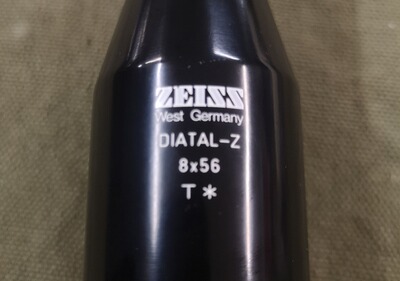 ZEISS
West Germany
DIATAL-Z
8x56
T*